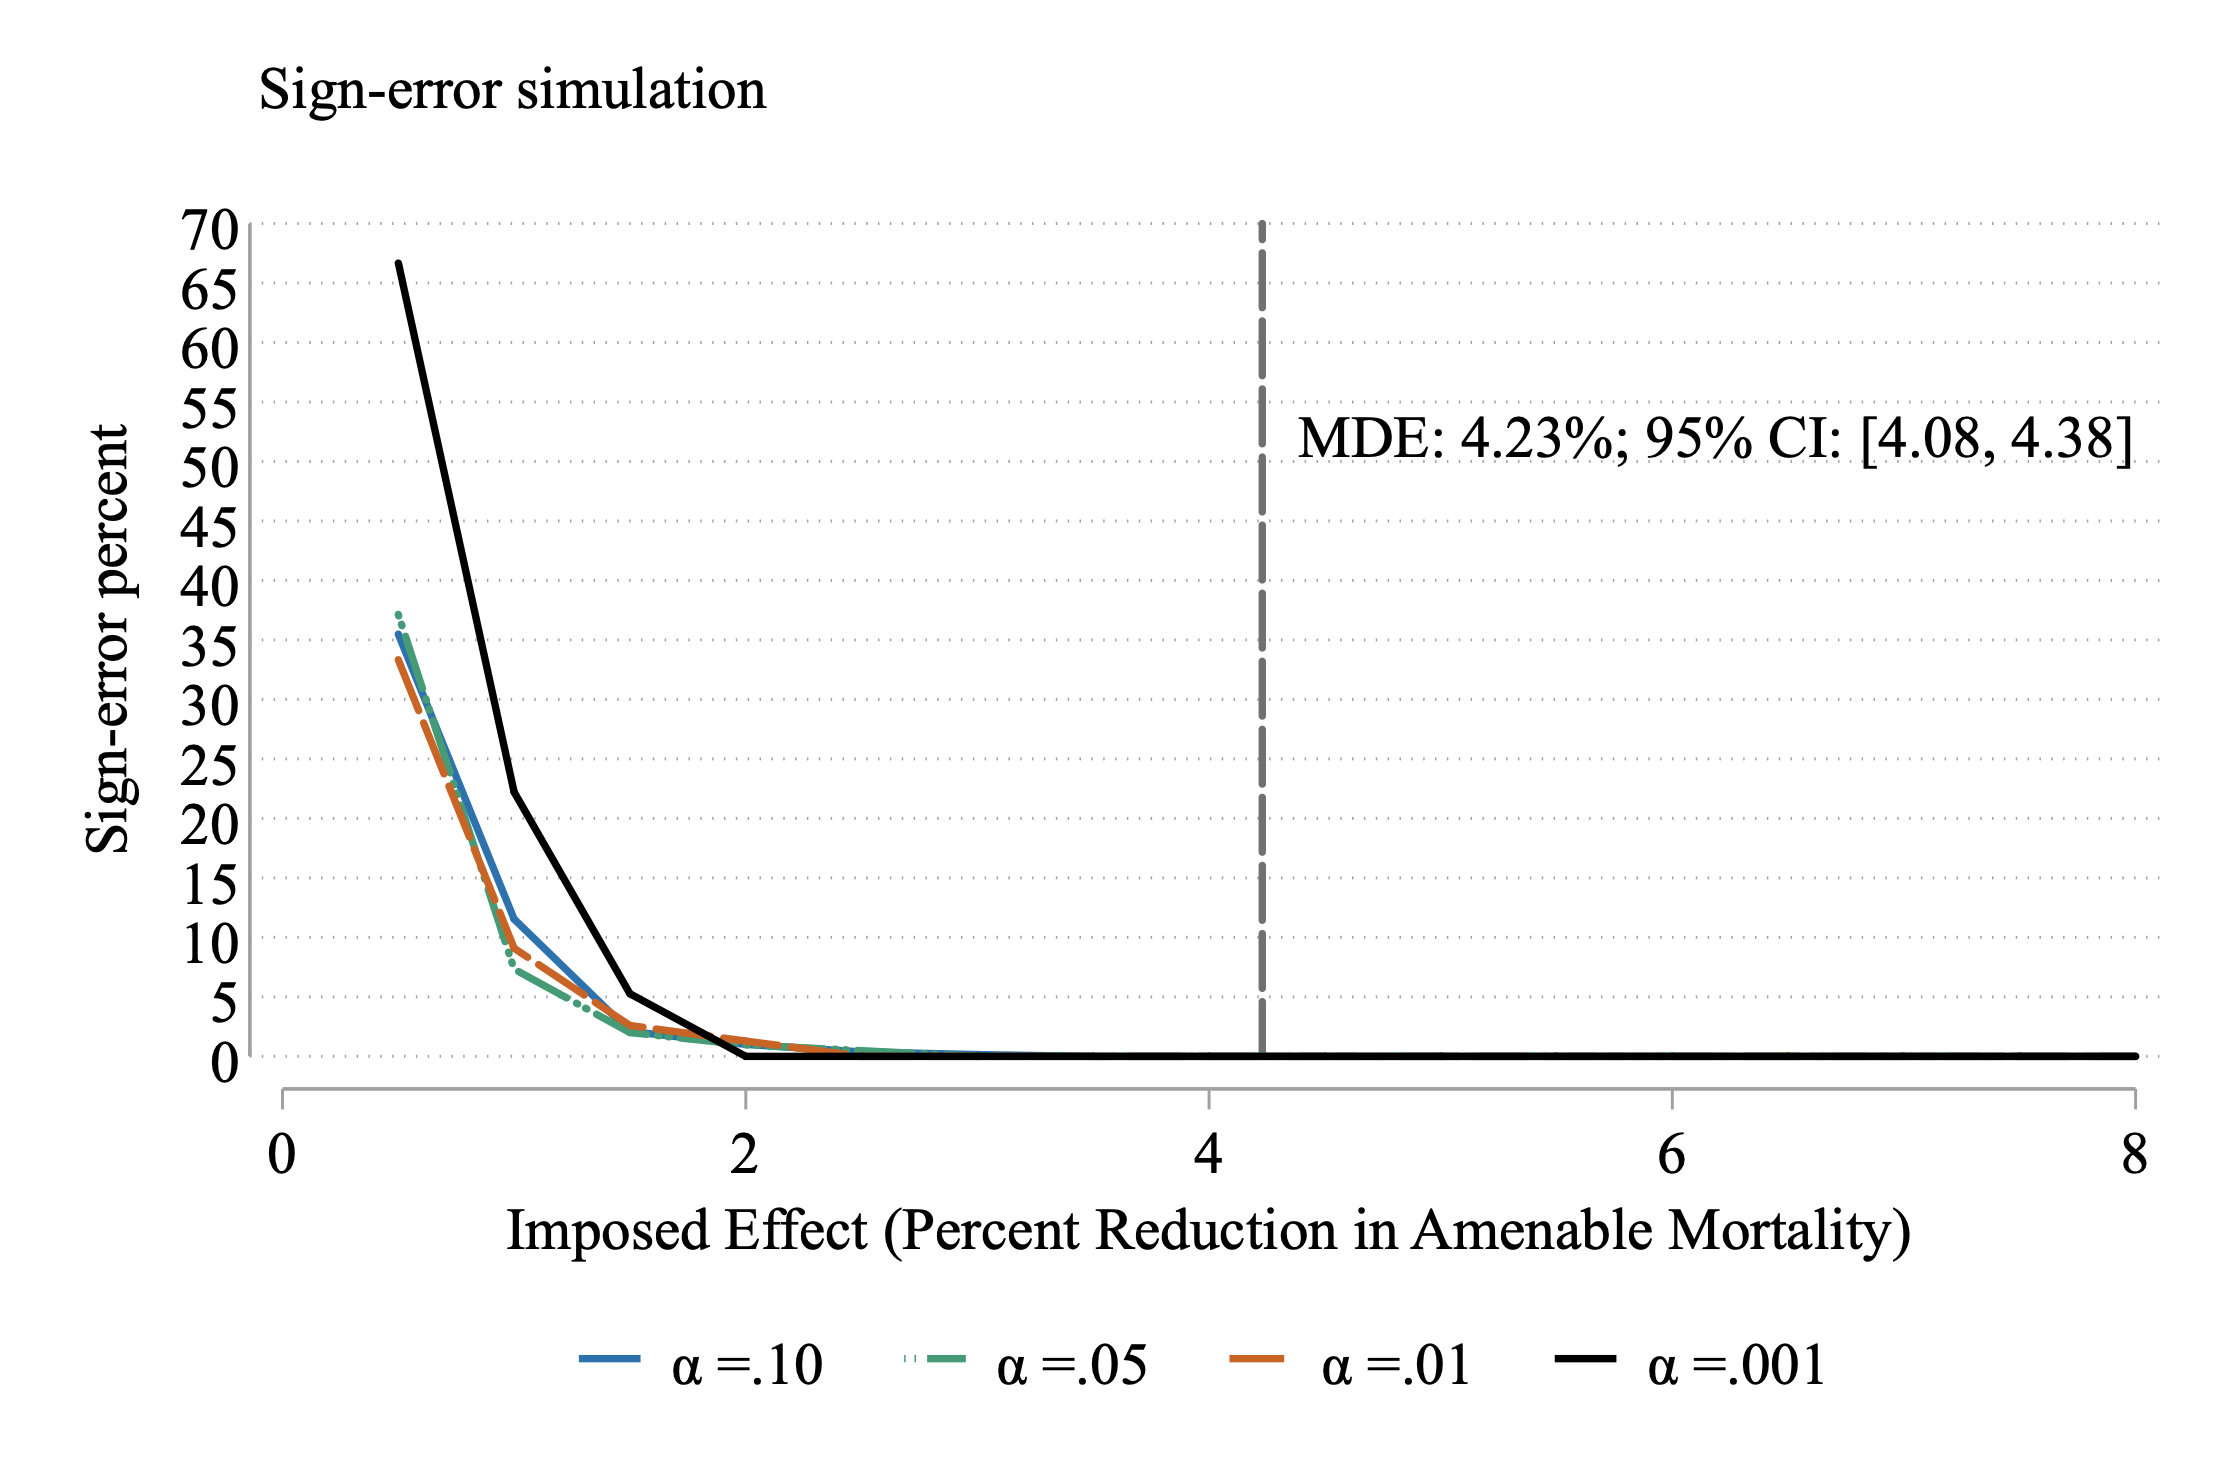 Sign-error simulation
70
65
60
55
50
45
40
35
30
25
20
15
10
5
0
Sign-error percent
MDE: 4.23%; 95% CI: [4.08, 4.38]
0 2 4 6 8
Imposed Effect (Percent Reduction in Amenable Mortality)
α =.10 α =.05 α =.01 α =.001